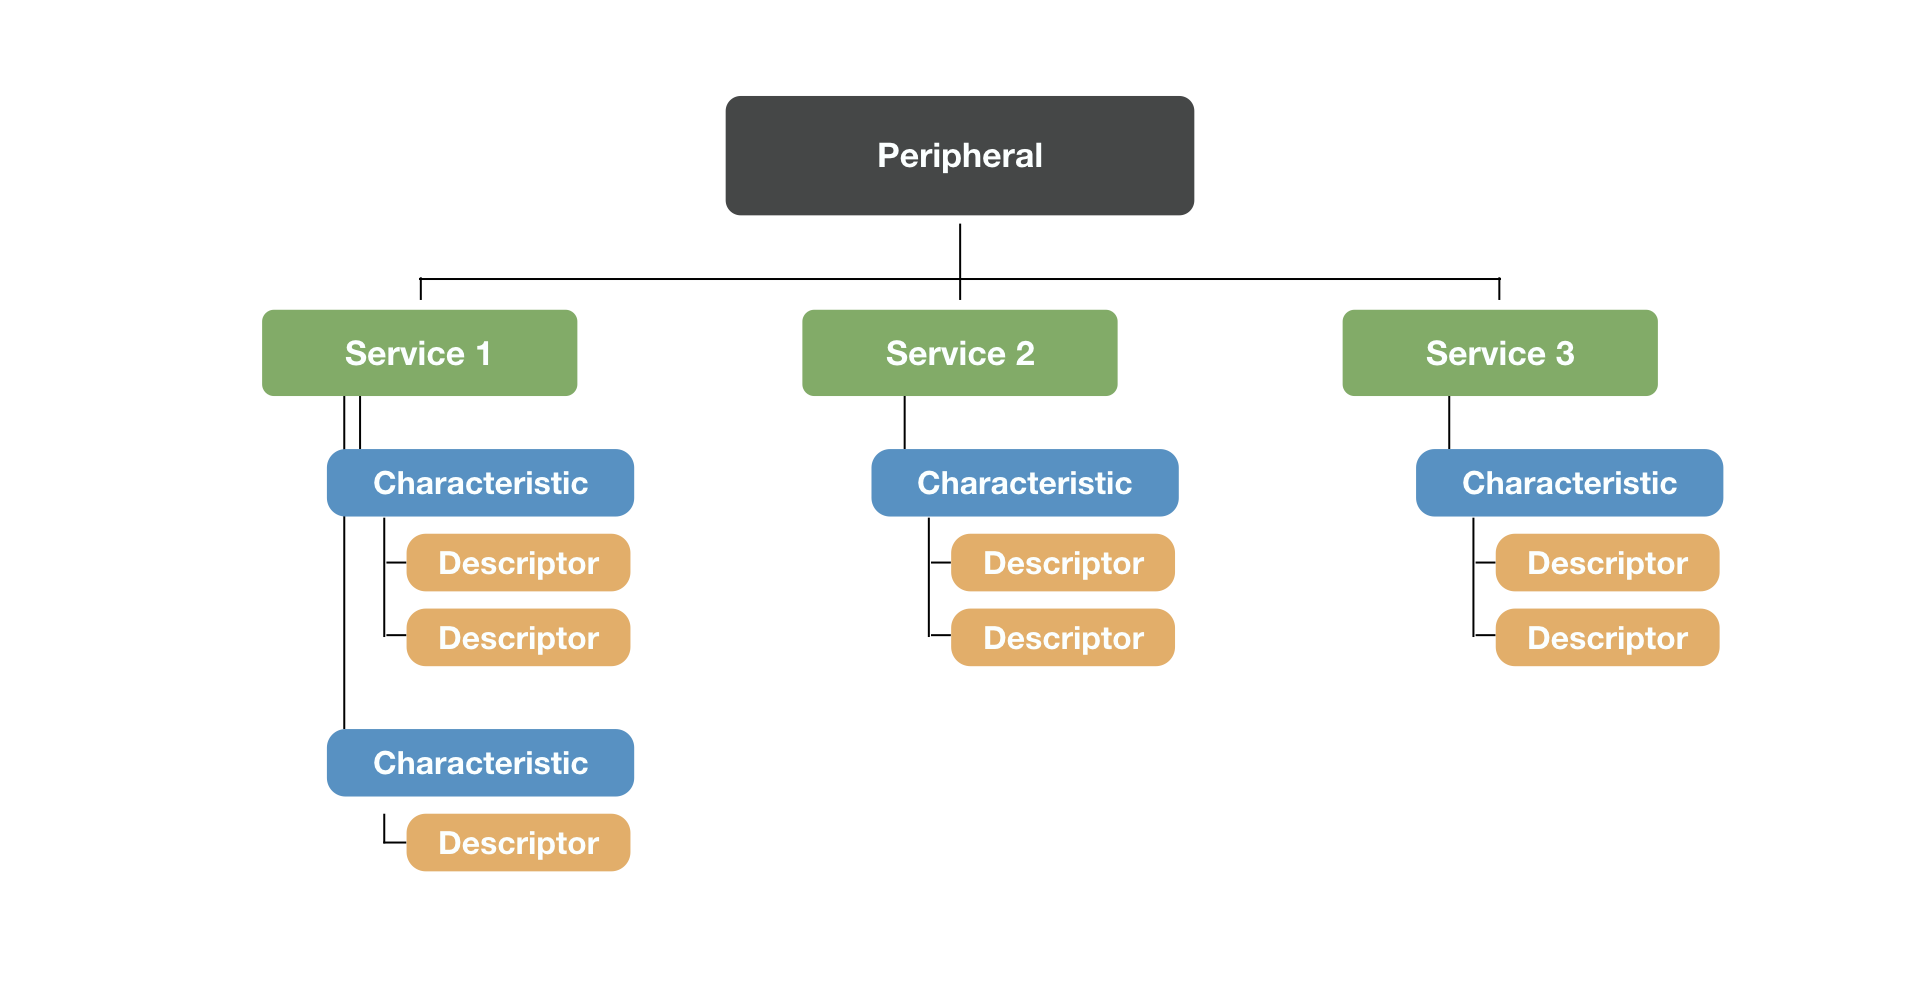 Peripheral
Service 1
Service 2
Service 3
Characteristic
Characteristic
Characteristic
Descriptor
Descriptor
Descriptor
Descriptor
Descriptor
Descriptor
Characteristic
Descriptor